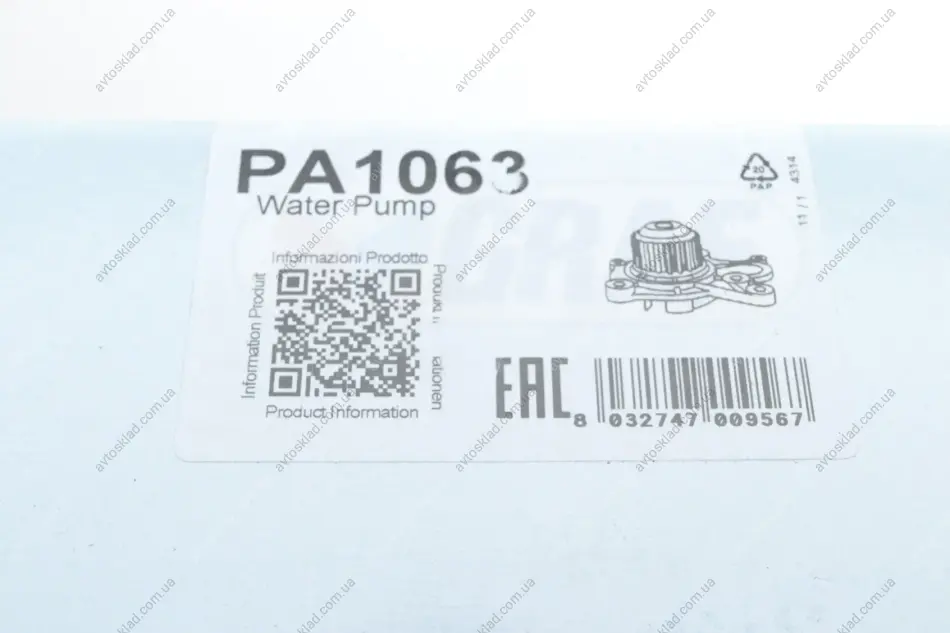 PA1063
Water Pump
20
PAP
4314
11 / 1
Informazioni Prodotto
Information Produit
Product Information
EAC
8 032747 009567
GRAF
avtosklad.com.ua